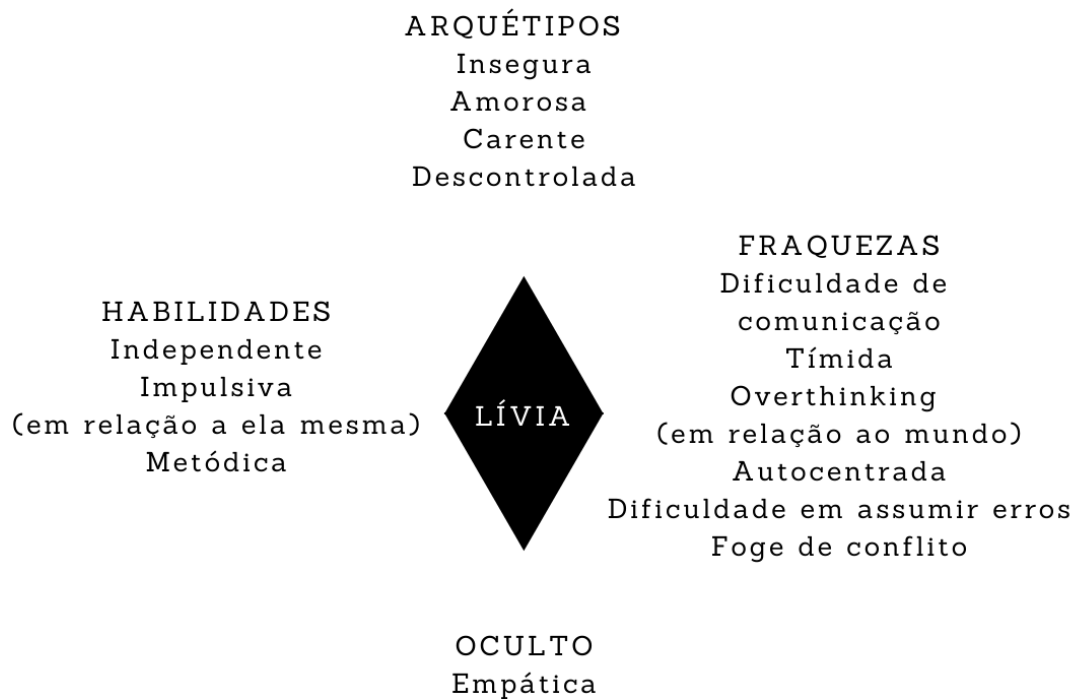 ARQUÉTIPOS
Insegura
Amorosa
Carente
Descontrolada
HABILIDADES
Independente
Impulsiva
(em relação a ela mesma)
Metódica
LÍVIA
FRAQUEZAS
Dificuldade de
comunicação
Tímida
Overthinking
(em relação ao mundo)
Autocentrada
Dificuldade em assumir erros
Foge de conflito
OCULTO
Empática